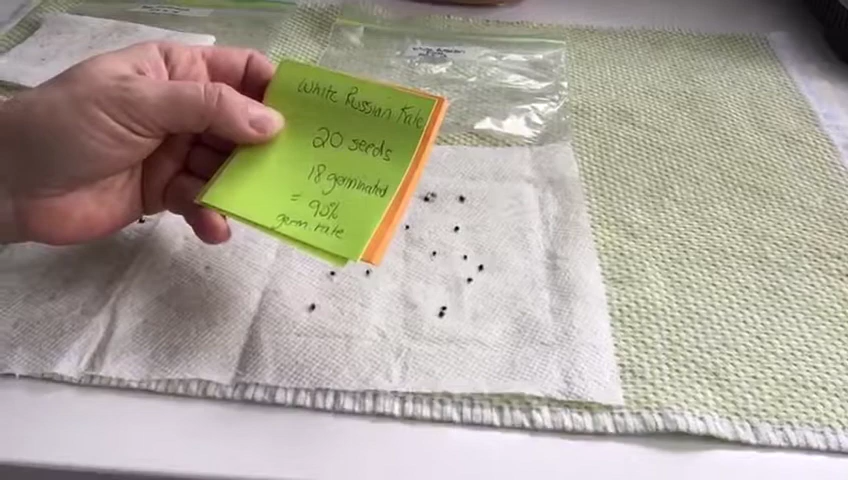 White Russian Kale
20 seeds
18 germinated
= 90%
germ. rate